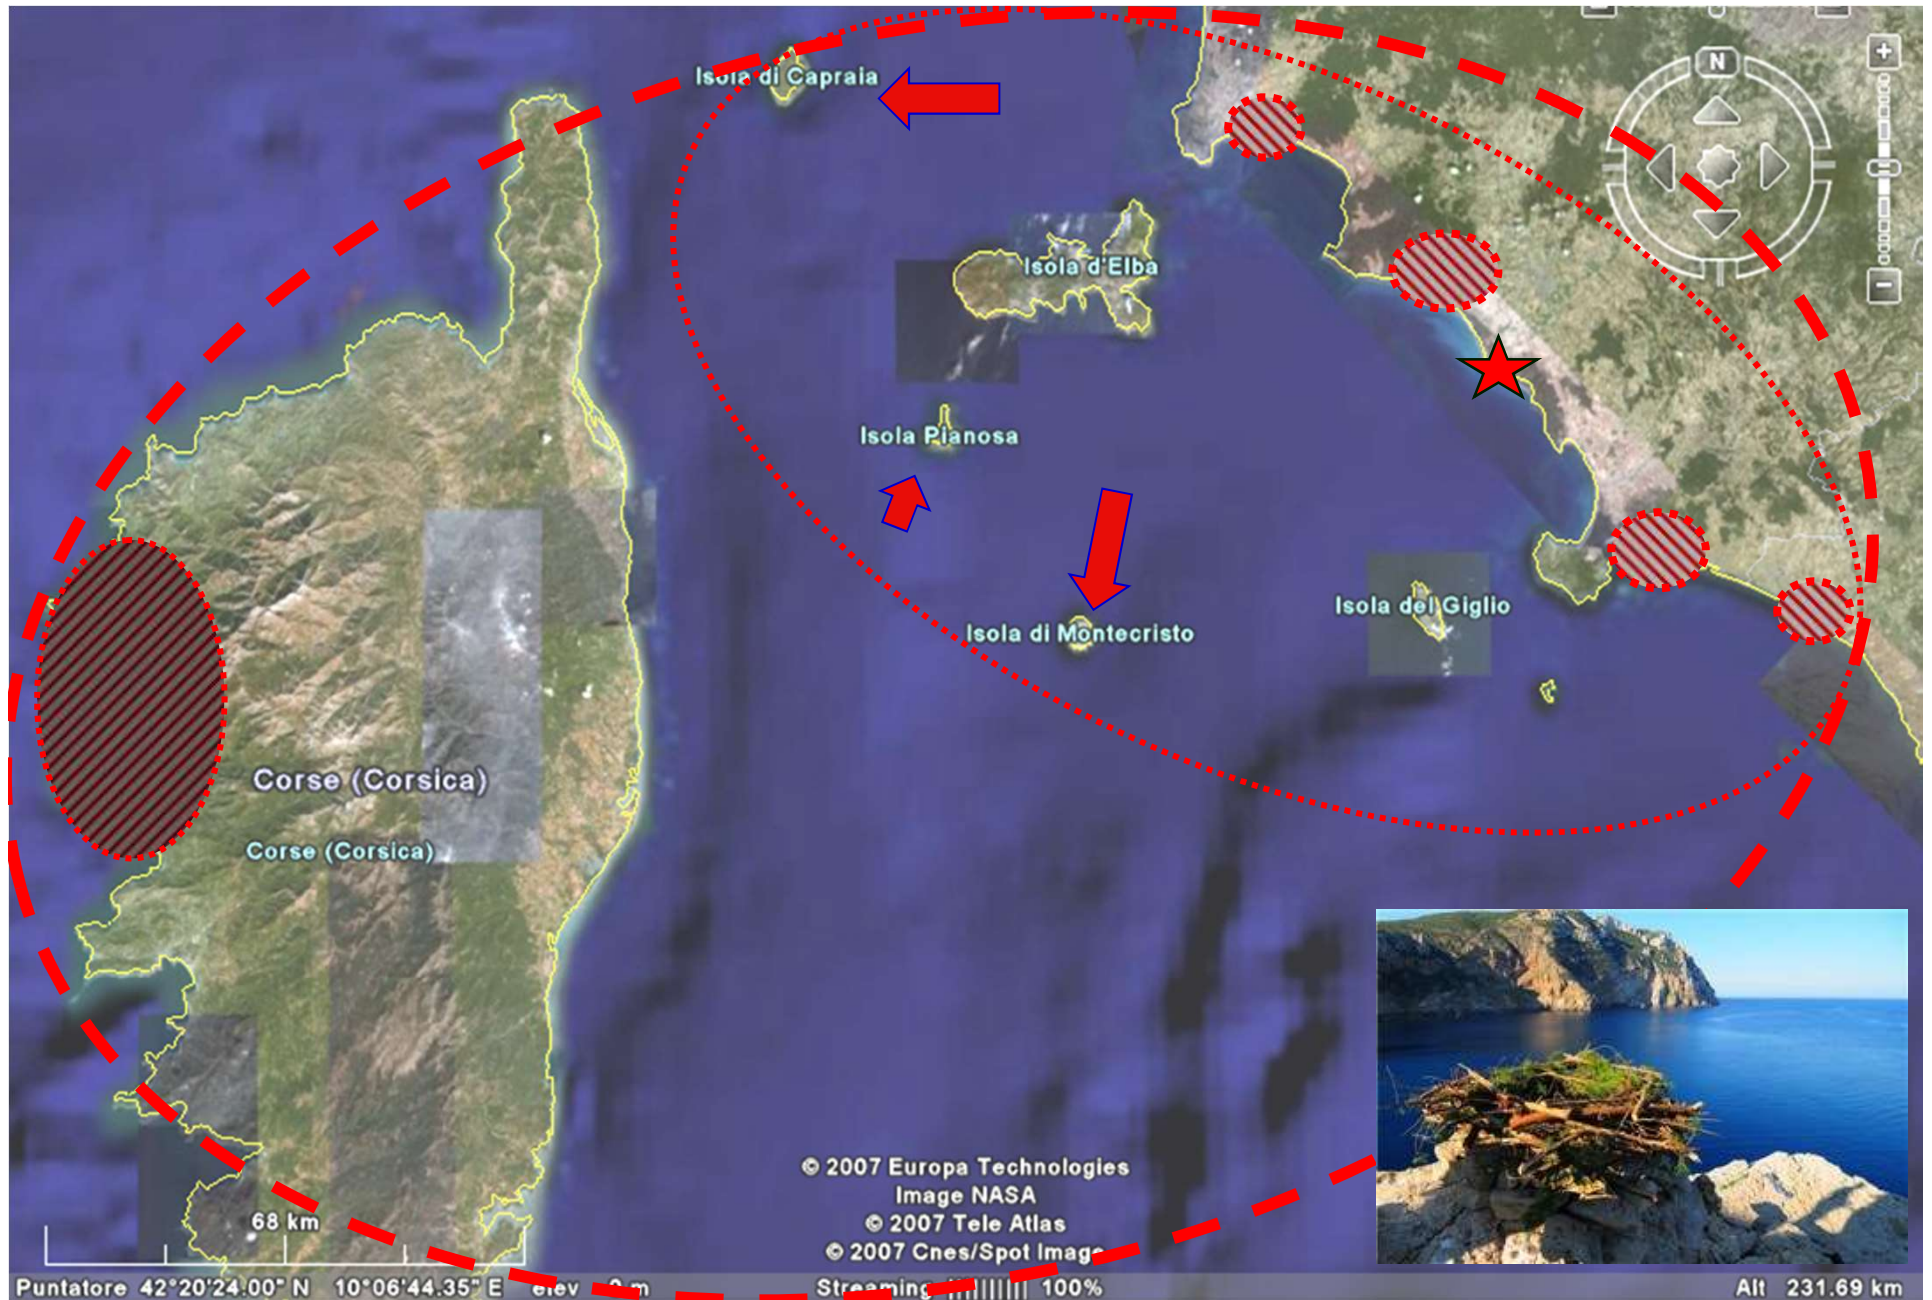 N
Isola di Capraia
Isola d'Elba
Isola Pianosa
Isola del Giglio
Isola di Montecristo
Corse (Corsica)
Corse (Corsica)
© 2007 Europa Technologies
Image NASA
© 2007 Tele Atlas
© 2007 Cnes/Spot Image
68 km
Puntatore 42°20'24.00" N 10°06'44.35" E elev 0 m Streaming |||||||||| 100% Alt 231.69 km